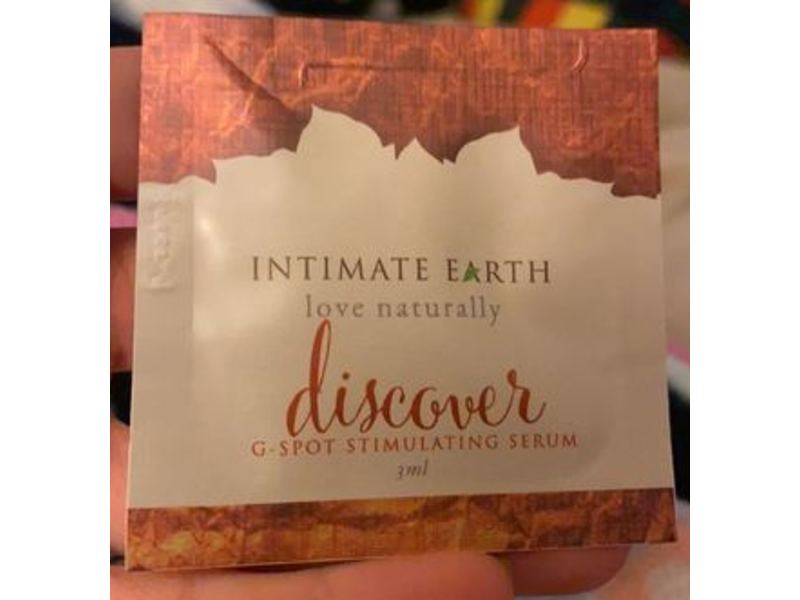 INTIMATE EARTH
love naturally
discover
G-SPOT STIMULATING SERUM
3ml